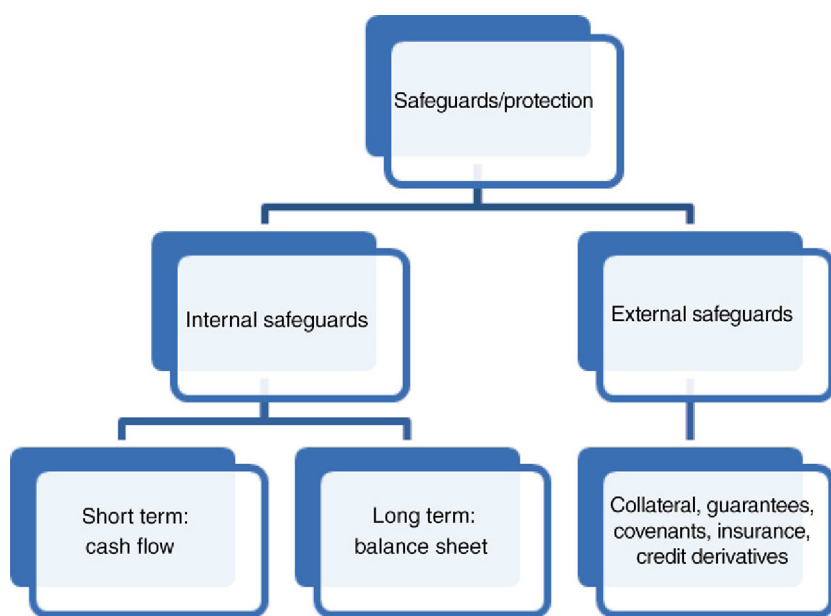 Safeguards/protection
Internal safeguards
External safeguards
Short term:
cash flow
Long term:
balance sheet
Collateral, guarantees,
covenants, insurance,
credit derivatives